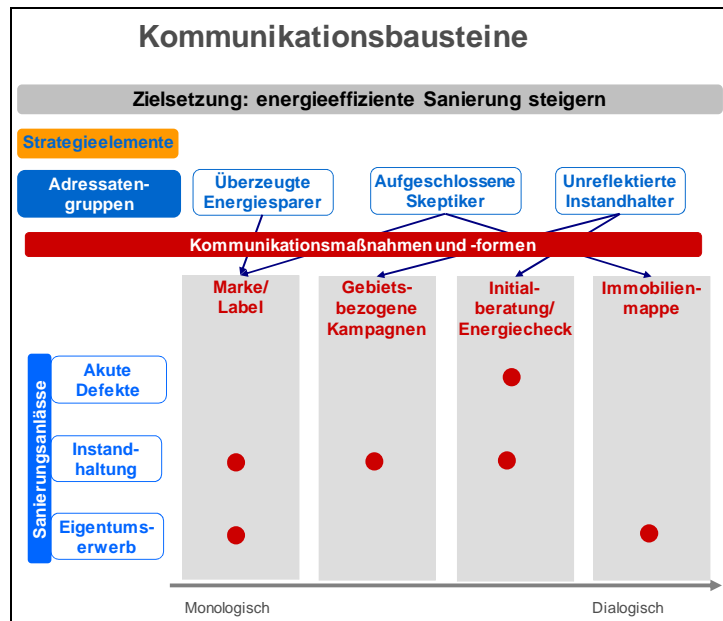 Kommunikationsbausteine
Zielsetzung: energieeffiziente Sanierung steigern
Strategieelemente
Adressaten-
gruppen
Überzeugte
Energiesparer
Aufgeschlossene
Skeptiker
Unreflektierte
Instandhalter
Kommunikationsmaßnahmen und -formen
Marke/
Label
Gebiets-
bezogene
Kampagnen
Initial-
beratung/
Energiecheck
Immobilien-
mappe
Sanierungsanlässe
Akute
Defekte
Instand-
haltung
Eigentums-
erwerb
Monologisch
Dialogisch